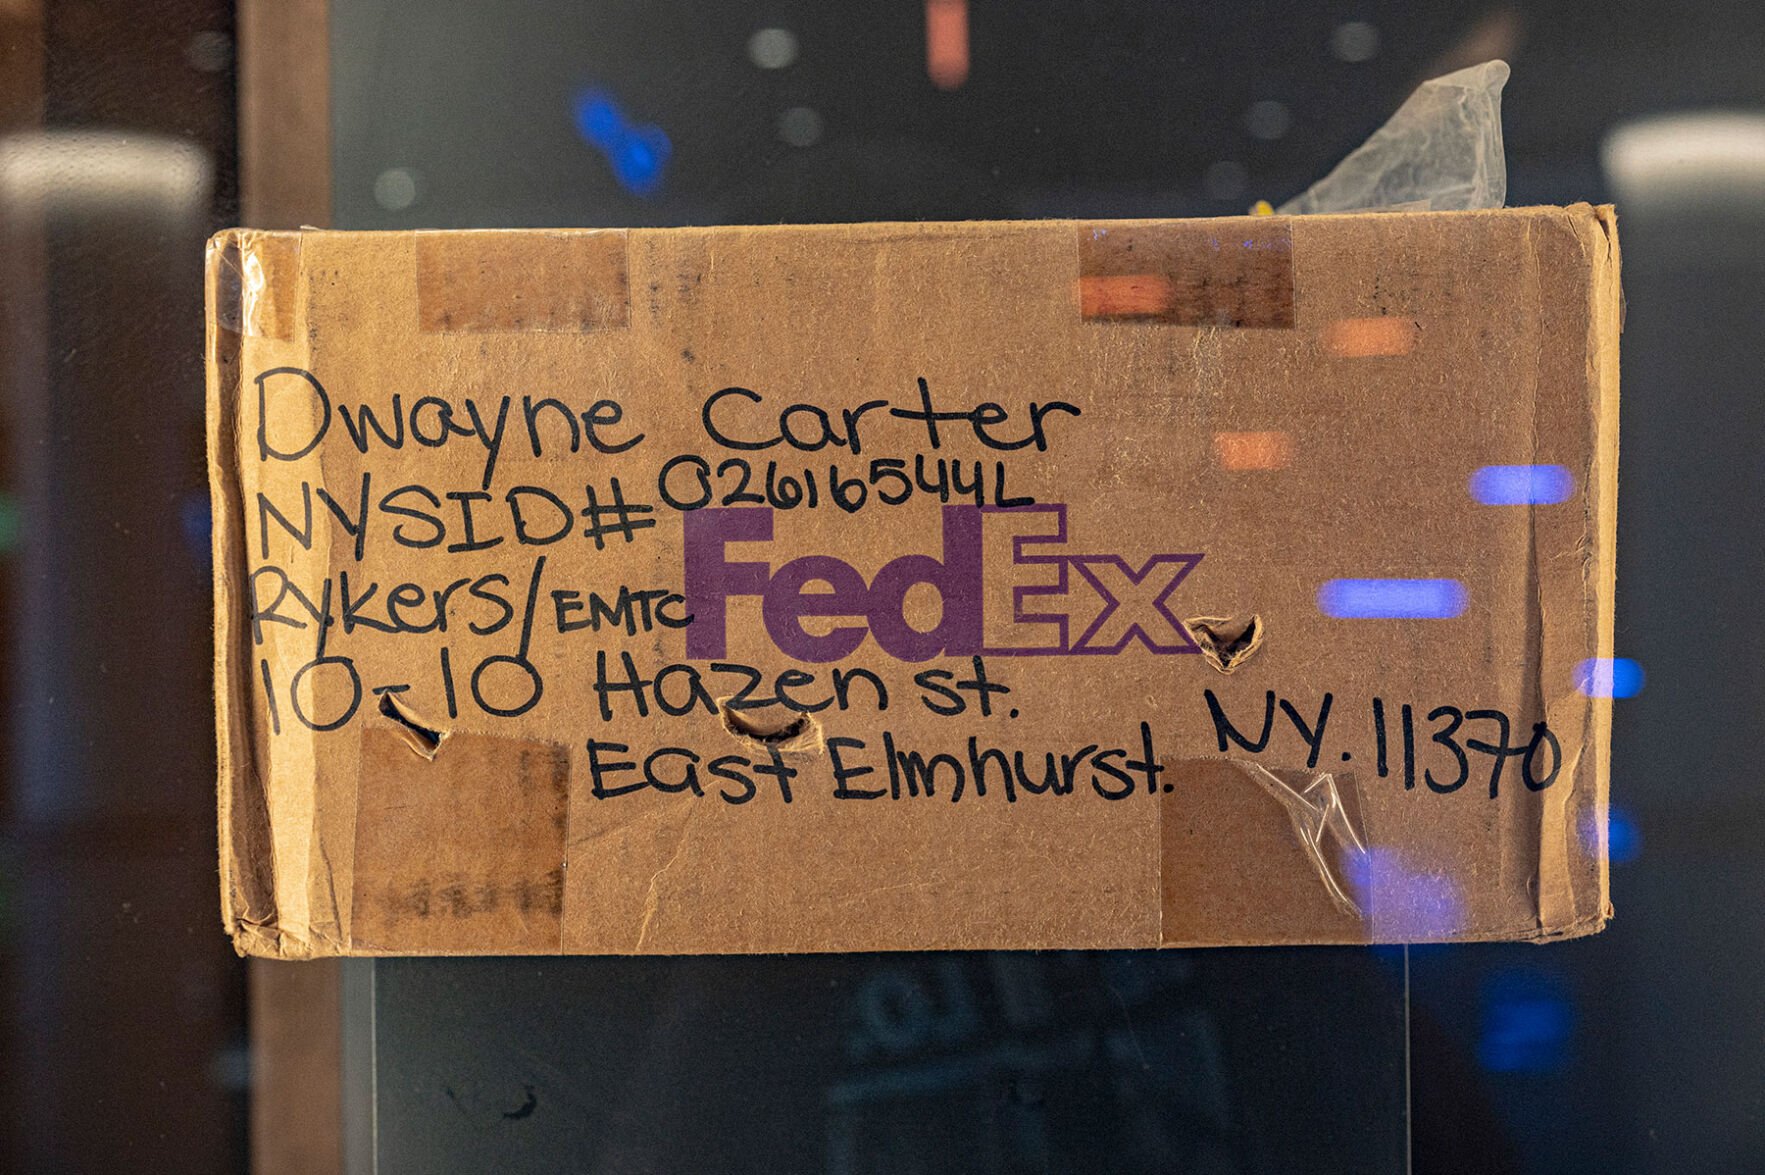 Dwayne Carter
NYSID# 02616544L
FedEx
Rykers/EMTC
10-10 Hazen st.
East Elmhurst. NY. 11370